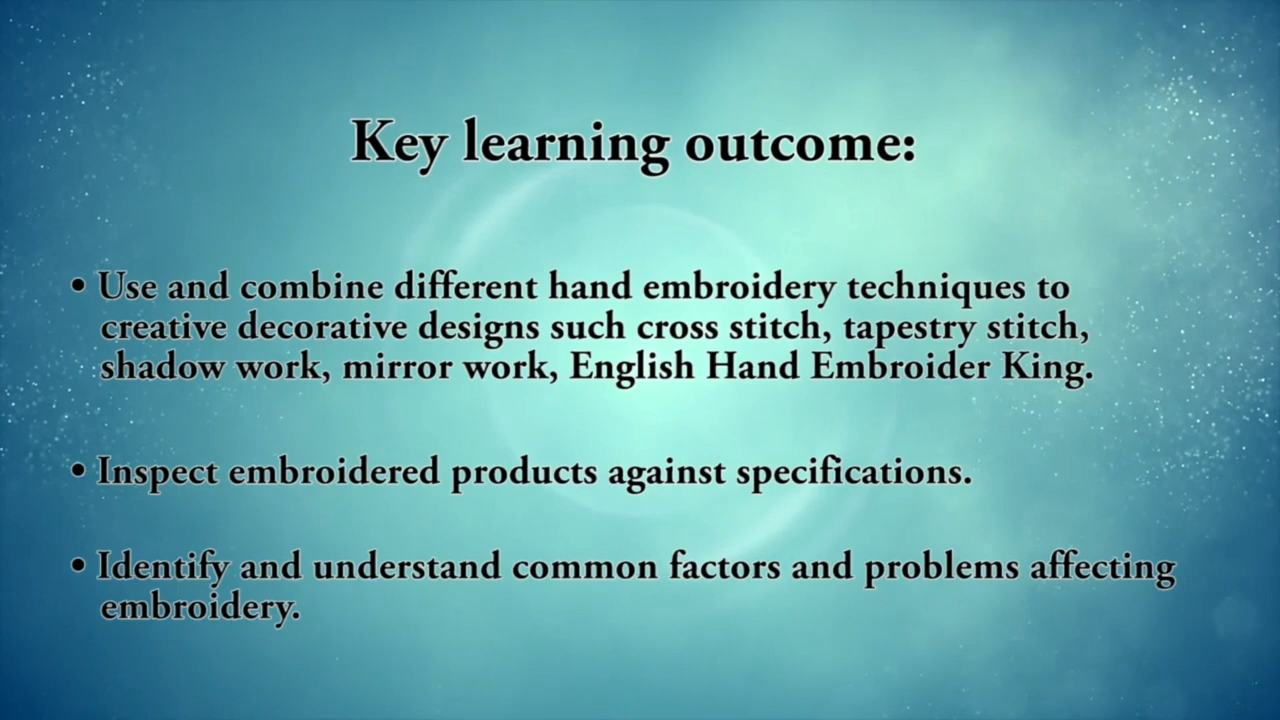 Key learning outcome:
• Use and combine different hand embroidery techniques to
creative decorative designs such cross stitch, tapestry stitch,
shadow work, mirror work, English Hand Embroider King.
• Inspect embroidered products against specifications.
• Identify and understand common factors and problems affecting
embroidery.